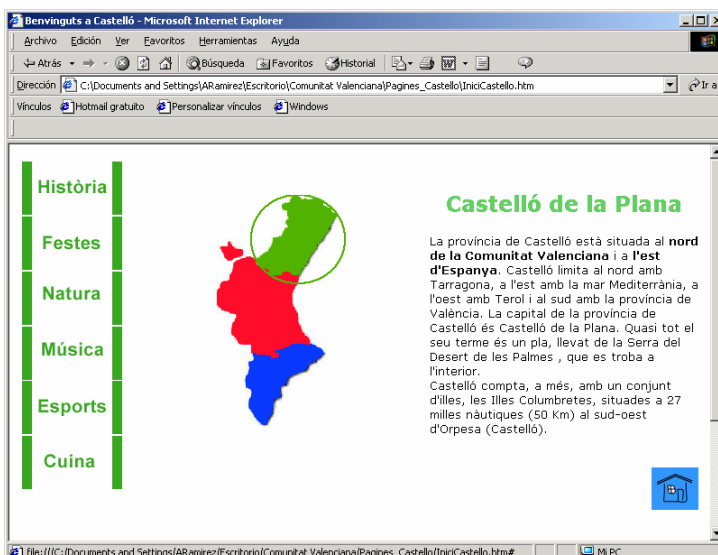 Benvinguts a Castelló - Microsoft Internet Explorer
Archivo Edición Ver Favoritos Herramientas Ayuda
Atrás Búsqueda Favoritos Historial
Dirección C:\Documents and Settings\ARamirez\Escritorio\Comunitat Valenciana\Pagines_Castello\IniciCastello.htm Ir a
Vínculos Hotmail gratuito Personalizar vínculos Windows
Història
Festes
Natura
Música
Esports
Cuina
Castelló de la Plana
La província de Castelló està situada al nord
de la Comunitat Valenciana i a l'est
d'Espanya. Castelló limita al nord amb
Tarragona, a l'est amb la mar Mediterrània, a
l'oest amb Terol i al sud amb la província de
València. La capital de la província de
Castelló és Castelló de la Plana. Quasi tot el
seu terme és un pla, llevat de la Serra del
Desert de les Palmes , que es troba a
l'interior.
Castelló compta, a més, amb un conjunt
d'illes, les Illes Columbretes, situades a 27
milles nàutiques (50 Km) al sud-oest
d'Orpesa (Castelló).
file:///C:/Documents and Settings/ARamirez/Escritorio/Comunitat Valenciana/Pagines_Castello/IniciCastello.htm# Mi PC